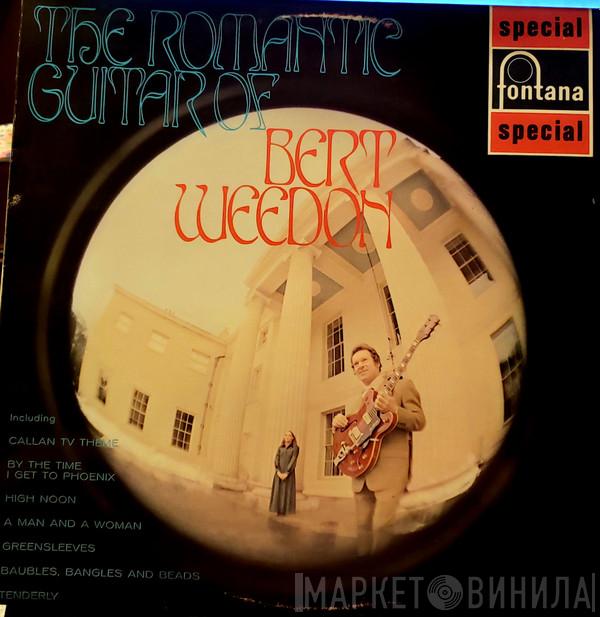 THE ROMANTIC
GUITAR OF
BERT
WEEDON
special
fontana
special
Including
CALLAN TV THEME
BY THE TIME
I GET TO PHOENIX
HIGH NOON
A MAN AND A WOMAN
GREENSLEEVES
BAUBLES, BANGLES AND BEADS
TENDERLY
МАРКЕТ ВИНИЛА